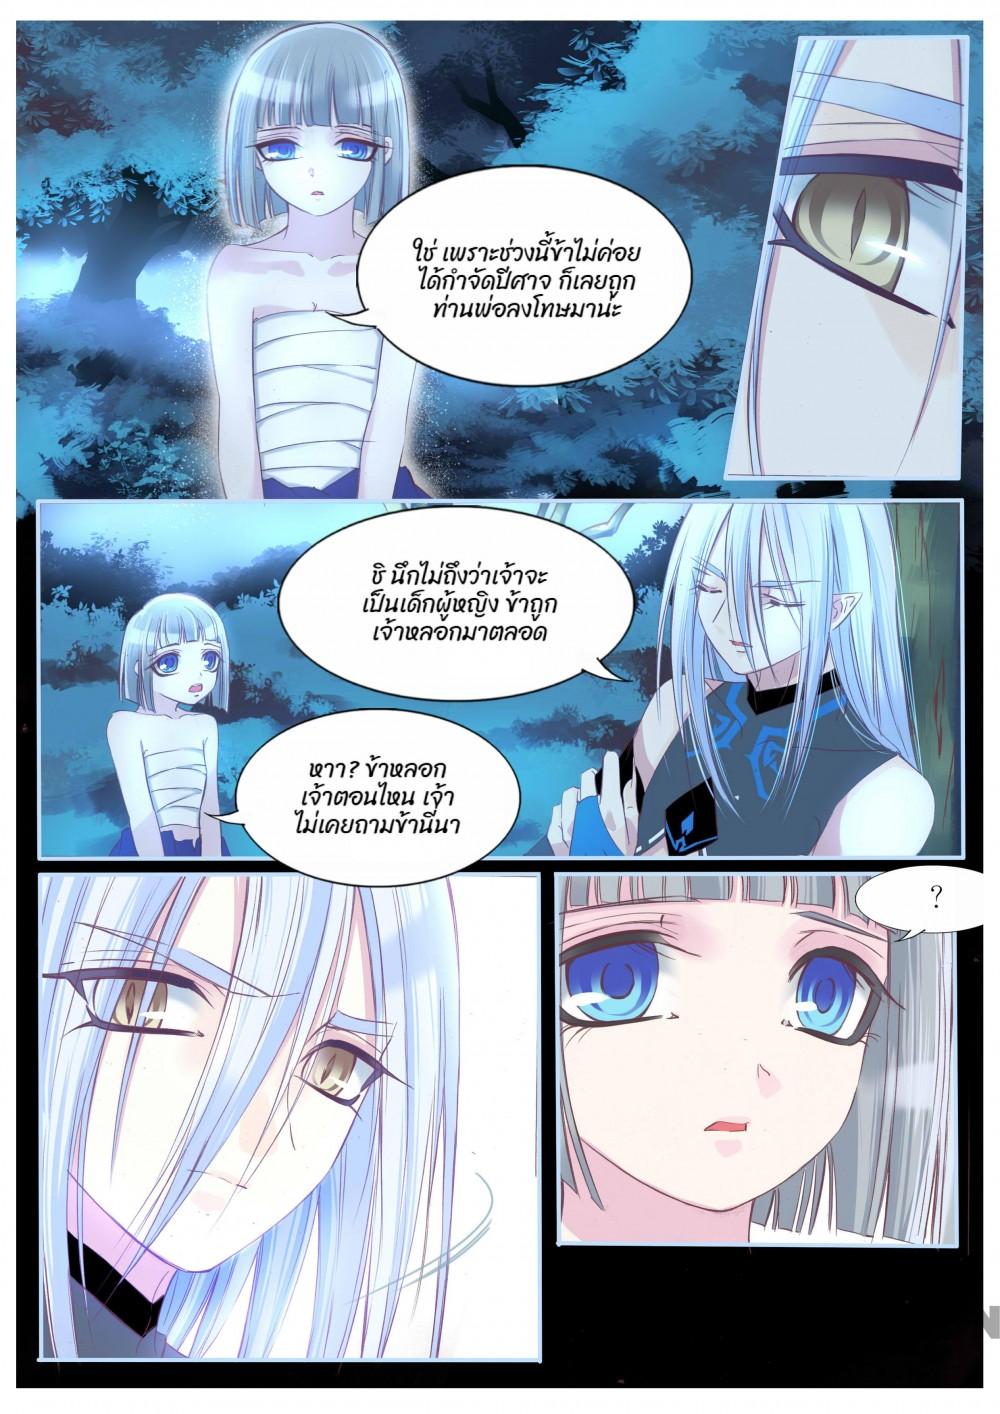 ใช่ เพราะช่วงนี้ข้าไม่ค่อย
ได้กำจัดปีศาจ ก็เลยถูก
ท่านพ่อลงโทษมาน่ะ
ชิ นึกไม่ถึงว่าเจ้าจะ
เป็นเด็กผู้หญิง ข้าถูก
เจ้าหลอกมาตลอด
หาา? ข้าหลอก
เจ้าตอนไหน เจ้า
ไม่เคยถามข้านี่นา
?
N